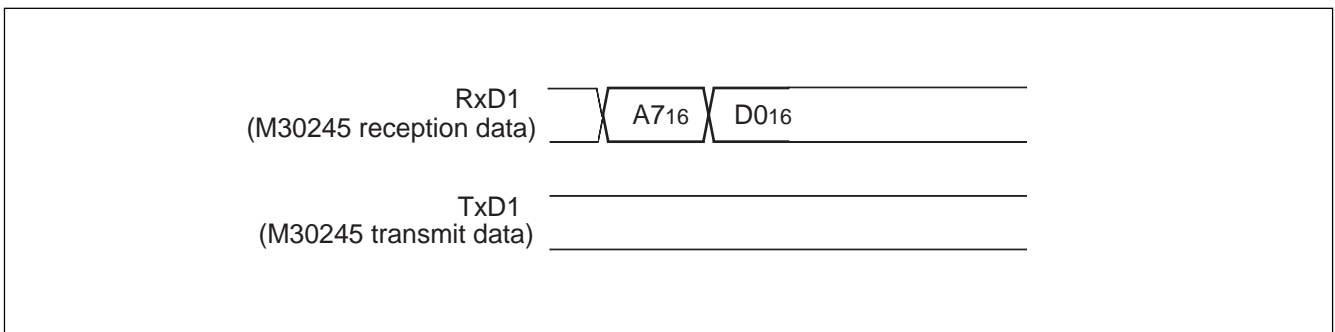 RxD1
(M30245 reception data)
A716
D016
TxD1
(M30245 transmit data)